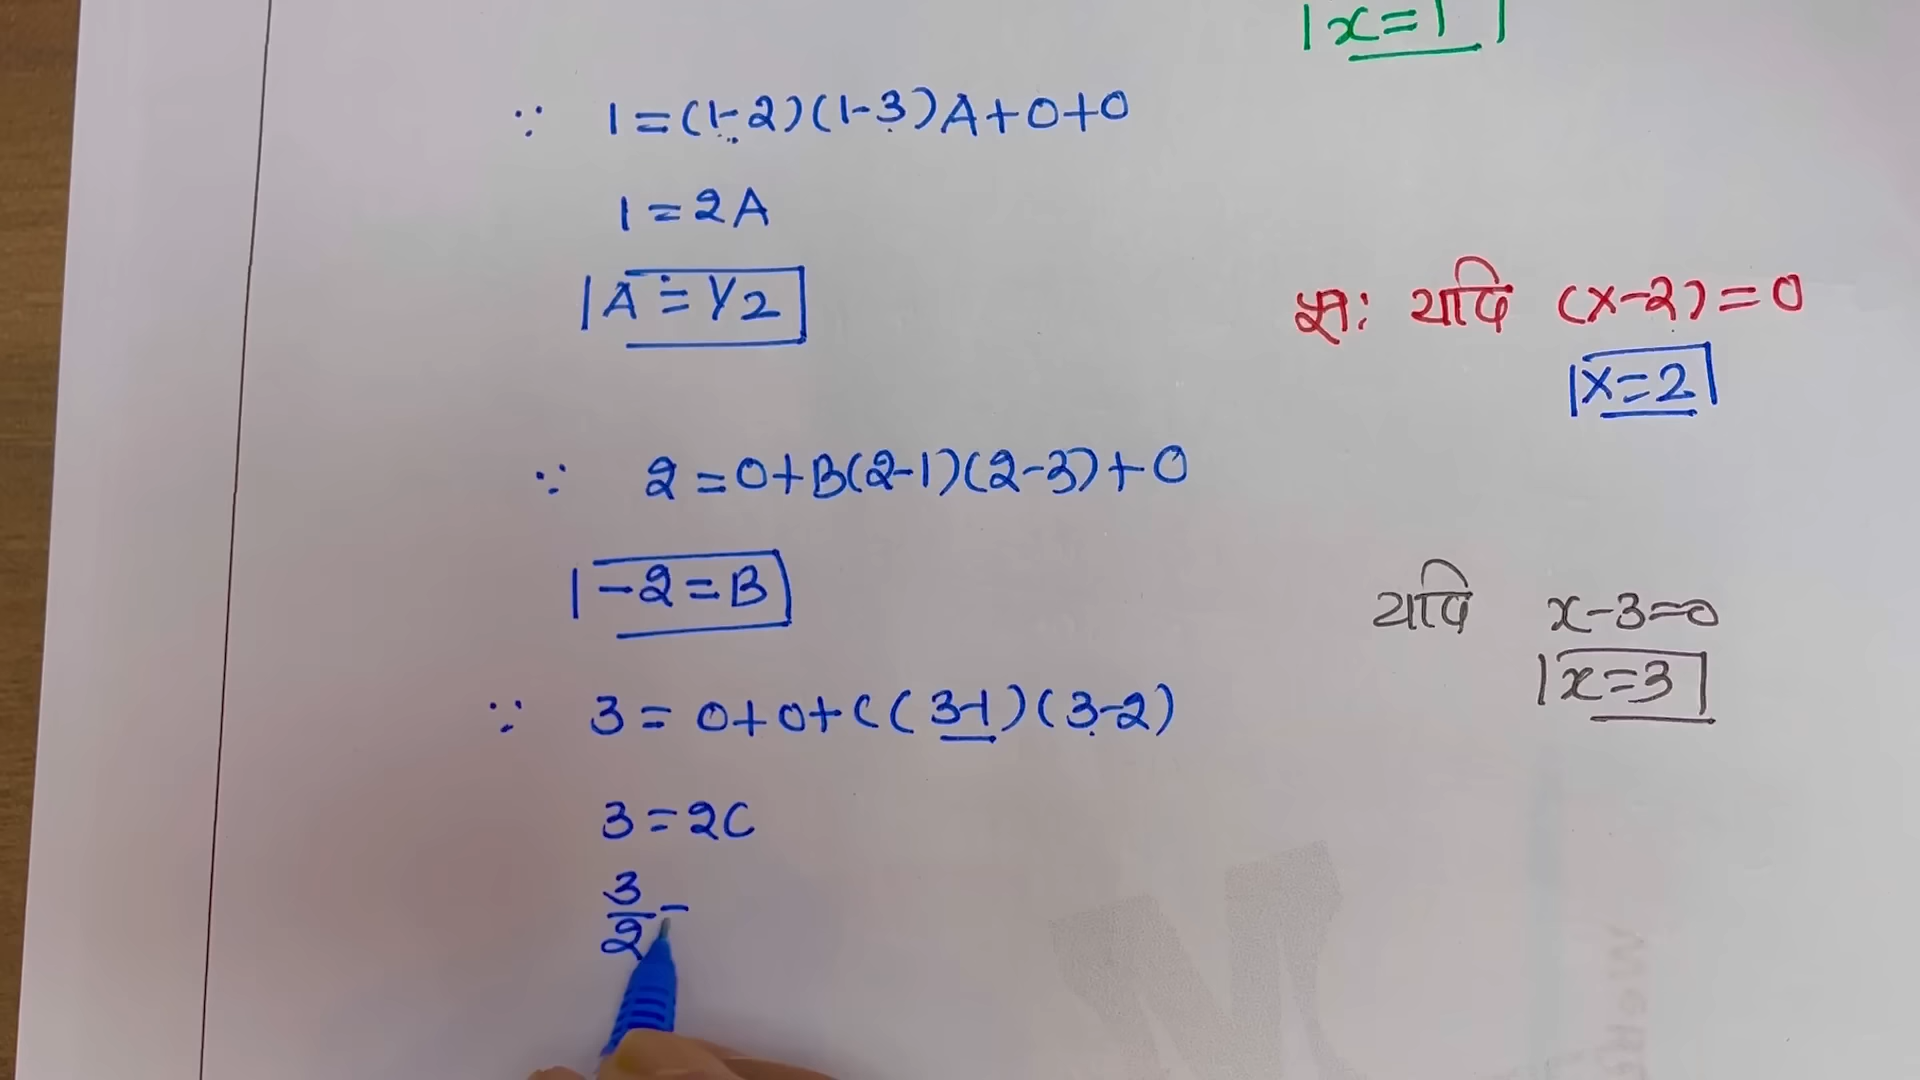 x=1
∵ 1=(1-2)(1-3)A+0+0
1=2A
A=1/2
यदि (x-2)=0
x=2
∵ 2=0+B(2-1)(2-3)+0
-2=B
यदि x-3=0
x=3
∵ 3=0+0+C(3-1)(3-2)
3=2C
3/2=